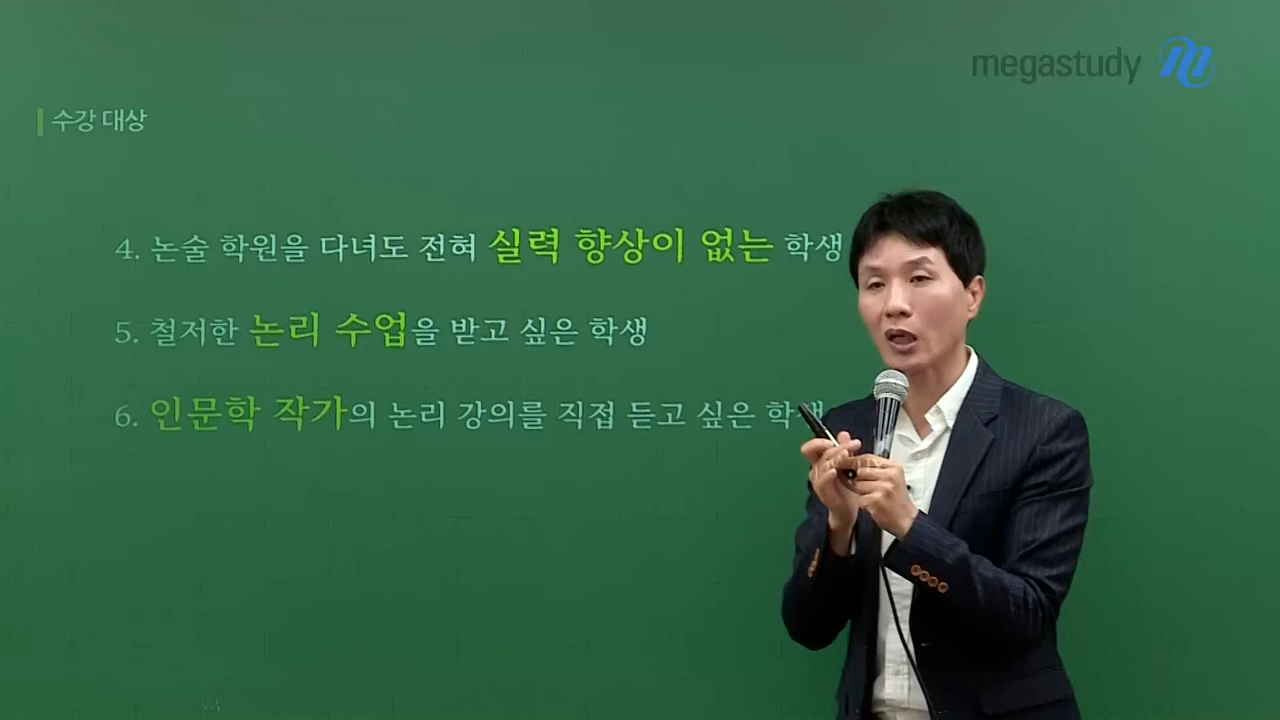 megastudy
수강 대상
4. 논술 학원을 다녀도 전혀 실력 향상이 없는 학생
5. 철저한 논리 수업을 받고 싶은 학생
6. 인문학 작가의 논리 강의를 직접 듣고 싶은 학생